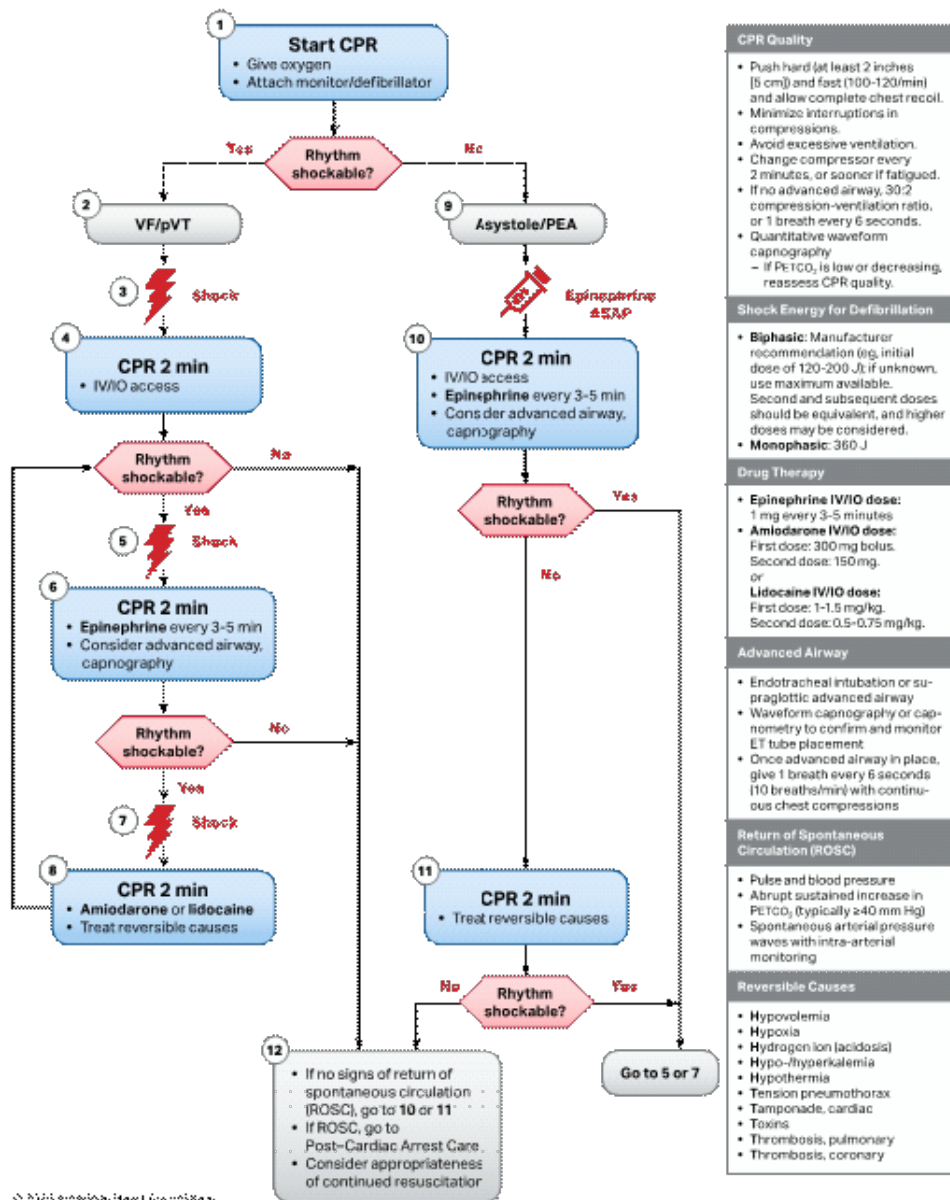 1
Start CPR
• Give oxygen
• Attach monitor/defibrillator
Rhythm
shockable?
Yes
No
2
VF/pVT
9
Asystole/PEA
3
Shock
Epinephrine
ASAP
4
CPR 2 min
• IV/IO access
10
CPR 2 min
• IV/IO access
• Epinephrine every 3-5 min
• Consider advanced airway,
capnography
Rhythm
shockable?
No
Yes
Rhythm
shockable?
Yes
No
5
Shock
6
CPR 2 min
• Epinephrine every 3-5 min
• Consider advanced airway,
capnography
Rhythm
shockable?
No
Yes
7
Shock
8
CPR 2 min
• Amiodarone or lidocaine
• Treat reversible causes
11
CPR 2 min
• Treat reversible causes
Rhythm
shockable?
No
Yes
12
• If no signs of return of
spontaneous circulation
(ROSC), go to 10 or 11
• If ROSC, go to
Post-Cardiac Arrest Care
• Consider appropriateness
of continued resuscitation
Go to 5 or 7
CPR Quality
• Push hard (at least 2 inches
[5 cm]) and fast (100-120/min)
and allow complete chest recoil.
• Minimize interruptions in
compressions.
• Avoid excessive ventilation.
• Change compressor every
2 minutes, or sooner if fatigued.
• If no advanced airway, 30:2
compression-ventilation ratio,
or 1 breath every 6 seconds.
• Quantitative waveform
capnography
– If PETCO₂ is low or decreasing,
reassess CPR quality.
Shock Energy for Defibrillation
• Biphasic: Manufacturer
recommendation (eg, initial
dose of 120-200 J); if unknown,
use maximum available.
Second and subsequent doses
should be equivalent, and higher
doses may be considered.
• Monophasic: 360 J
Drug Therapy
• Epinephrine IV/IO dose:
1 mg every 3-5 minutes
• Amiodarone IV/IO dose:
First dose: 300 mg bolus.
Second dose: 150 mg.
or
Lidocaine IV/IO dose:
First dose: 1-1.5 mg/kg.
Second dose: 0.5-0.75 mg/kg.
Advanced Airway
• Endotracheal intubation or su-
praglottic advanced airway
• Waveform capnography or cap-
nometry to confirm and monitor
ET tube placement
• Once advanced airway in place,
give 1 breath every 6 seconds
(10 breaths/min) with continu-
ous chest compressions
Return of Spontaneous
Circulation (ROSC)
• Pulse and blood pressure
• Abrupt sustained increase in
PETCO₂ (typically ≥40 mm Hg)
• Spontaneous arterial pressure
waves with intra-arterial
monitoring
Reversible Causes
• Hypovolemia
• Hypoxia
• Hydrogen ion (acidosis)
• Hypo-/hyperkalemia
• Hypothermia
• Tension pneumothorax
• Tamponade, cardiac
• Toxins
• Thrombosis, pulmonary
• Thrombosis, coronary